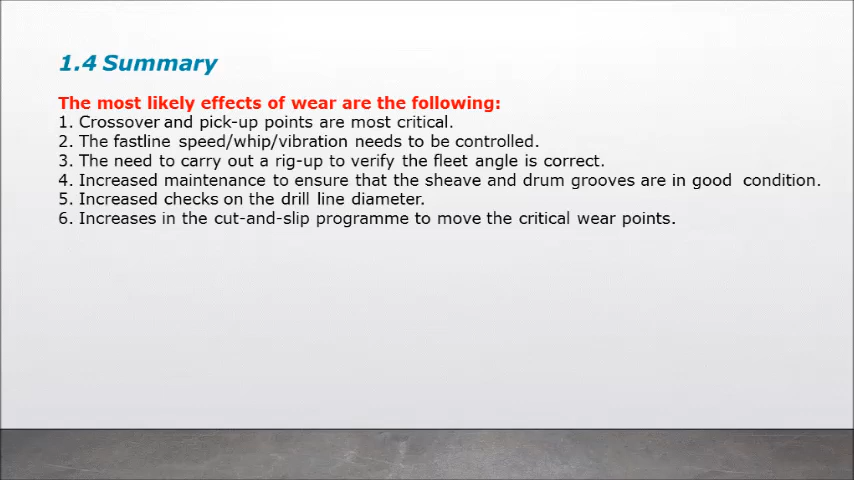 1.4 Summary
The most likely effects of wear are the following:
1. Crossover and pick-up points are most critical.
2. The fastline speed/whip/vibration needs to be controlled.
3. The need to carry out a rig-up to verify the fleet angle is correct.
4. Increased maintenance to ensure that the sheave and drum grooves are in good condition.
5. Increased checks on the drill line diameter.
6. Increases in the cut-and-slip programme to move the critical wear points.